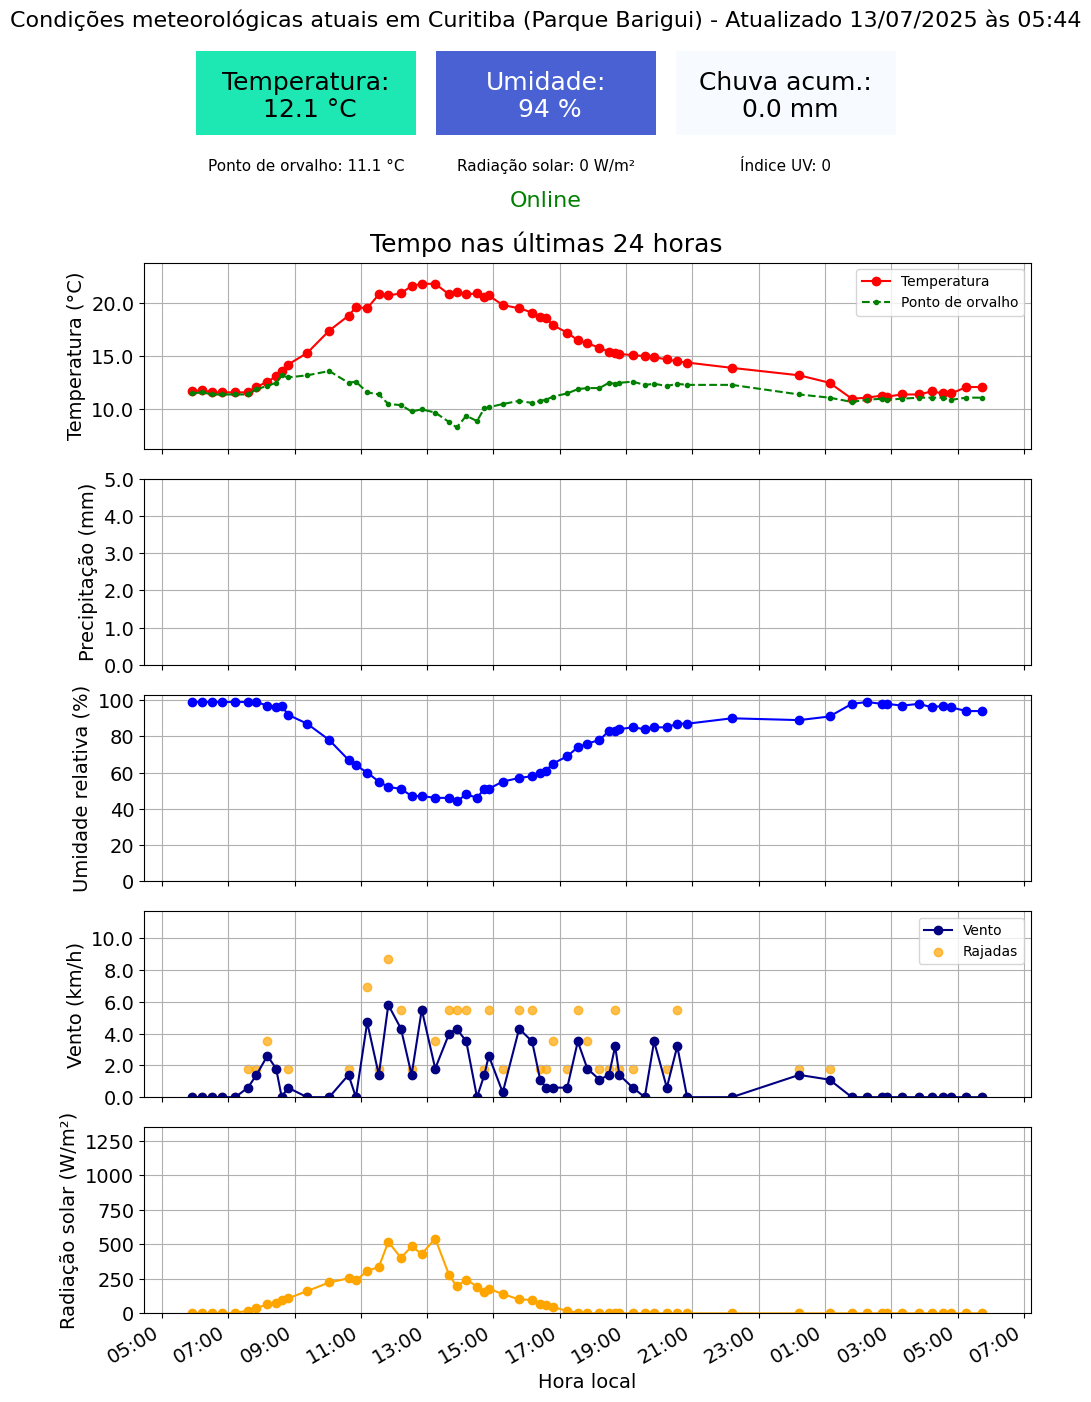 Condições meteorológicas atuais em Curitiba (Parque Barigui) - Atualizado 13/07/2025 às 05:44
Temperatura:
12.1 °C
Umidade:
94 %
Chuva acum.:
0.0 mm
Ponto de orvalho: 11.1 °C
Radiação solar: 0 W/m²
Índice UV: 0
Online
Tempo nas últimas 24 horas
Temperatura (°C)
20.0
15.0
10.0
Temperatura
Ponto de orvalho
Precipitação (mm)
5.0
4.0
3.0
2.0
1.0
0.0
Umidade relativa (%)
100
80
60
40
20
0
Vento (km/h)
10.0
8.0
6.0
4.0
2.0
0.0
Vento
Rajadas
Radiação solar (W/m²)
1250
1000
750
500
250
0
05:00
07:00
09:00
11:00
13:00
15:00
17:00
19:00
21:00
23:00
01:00
03:00
05:00
07:00
Hora local